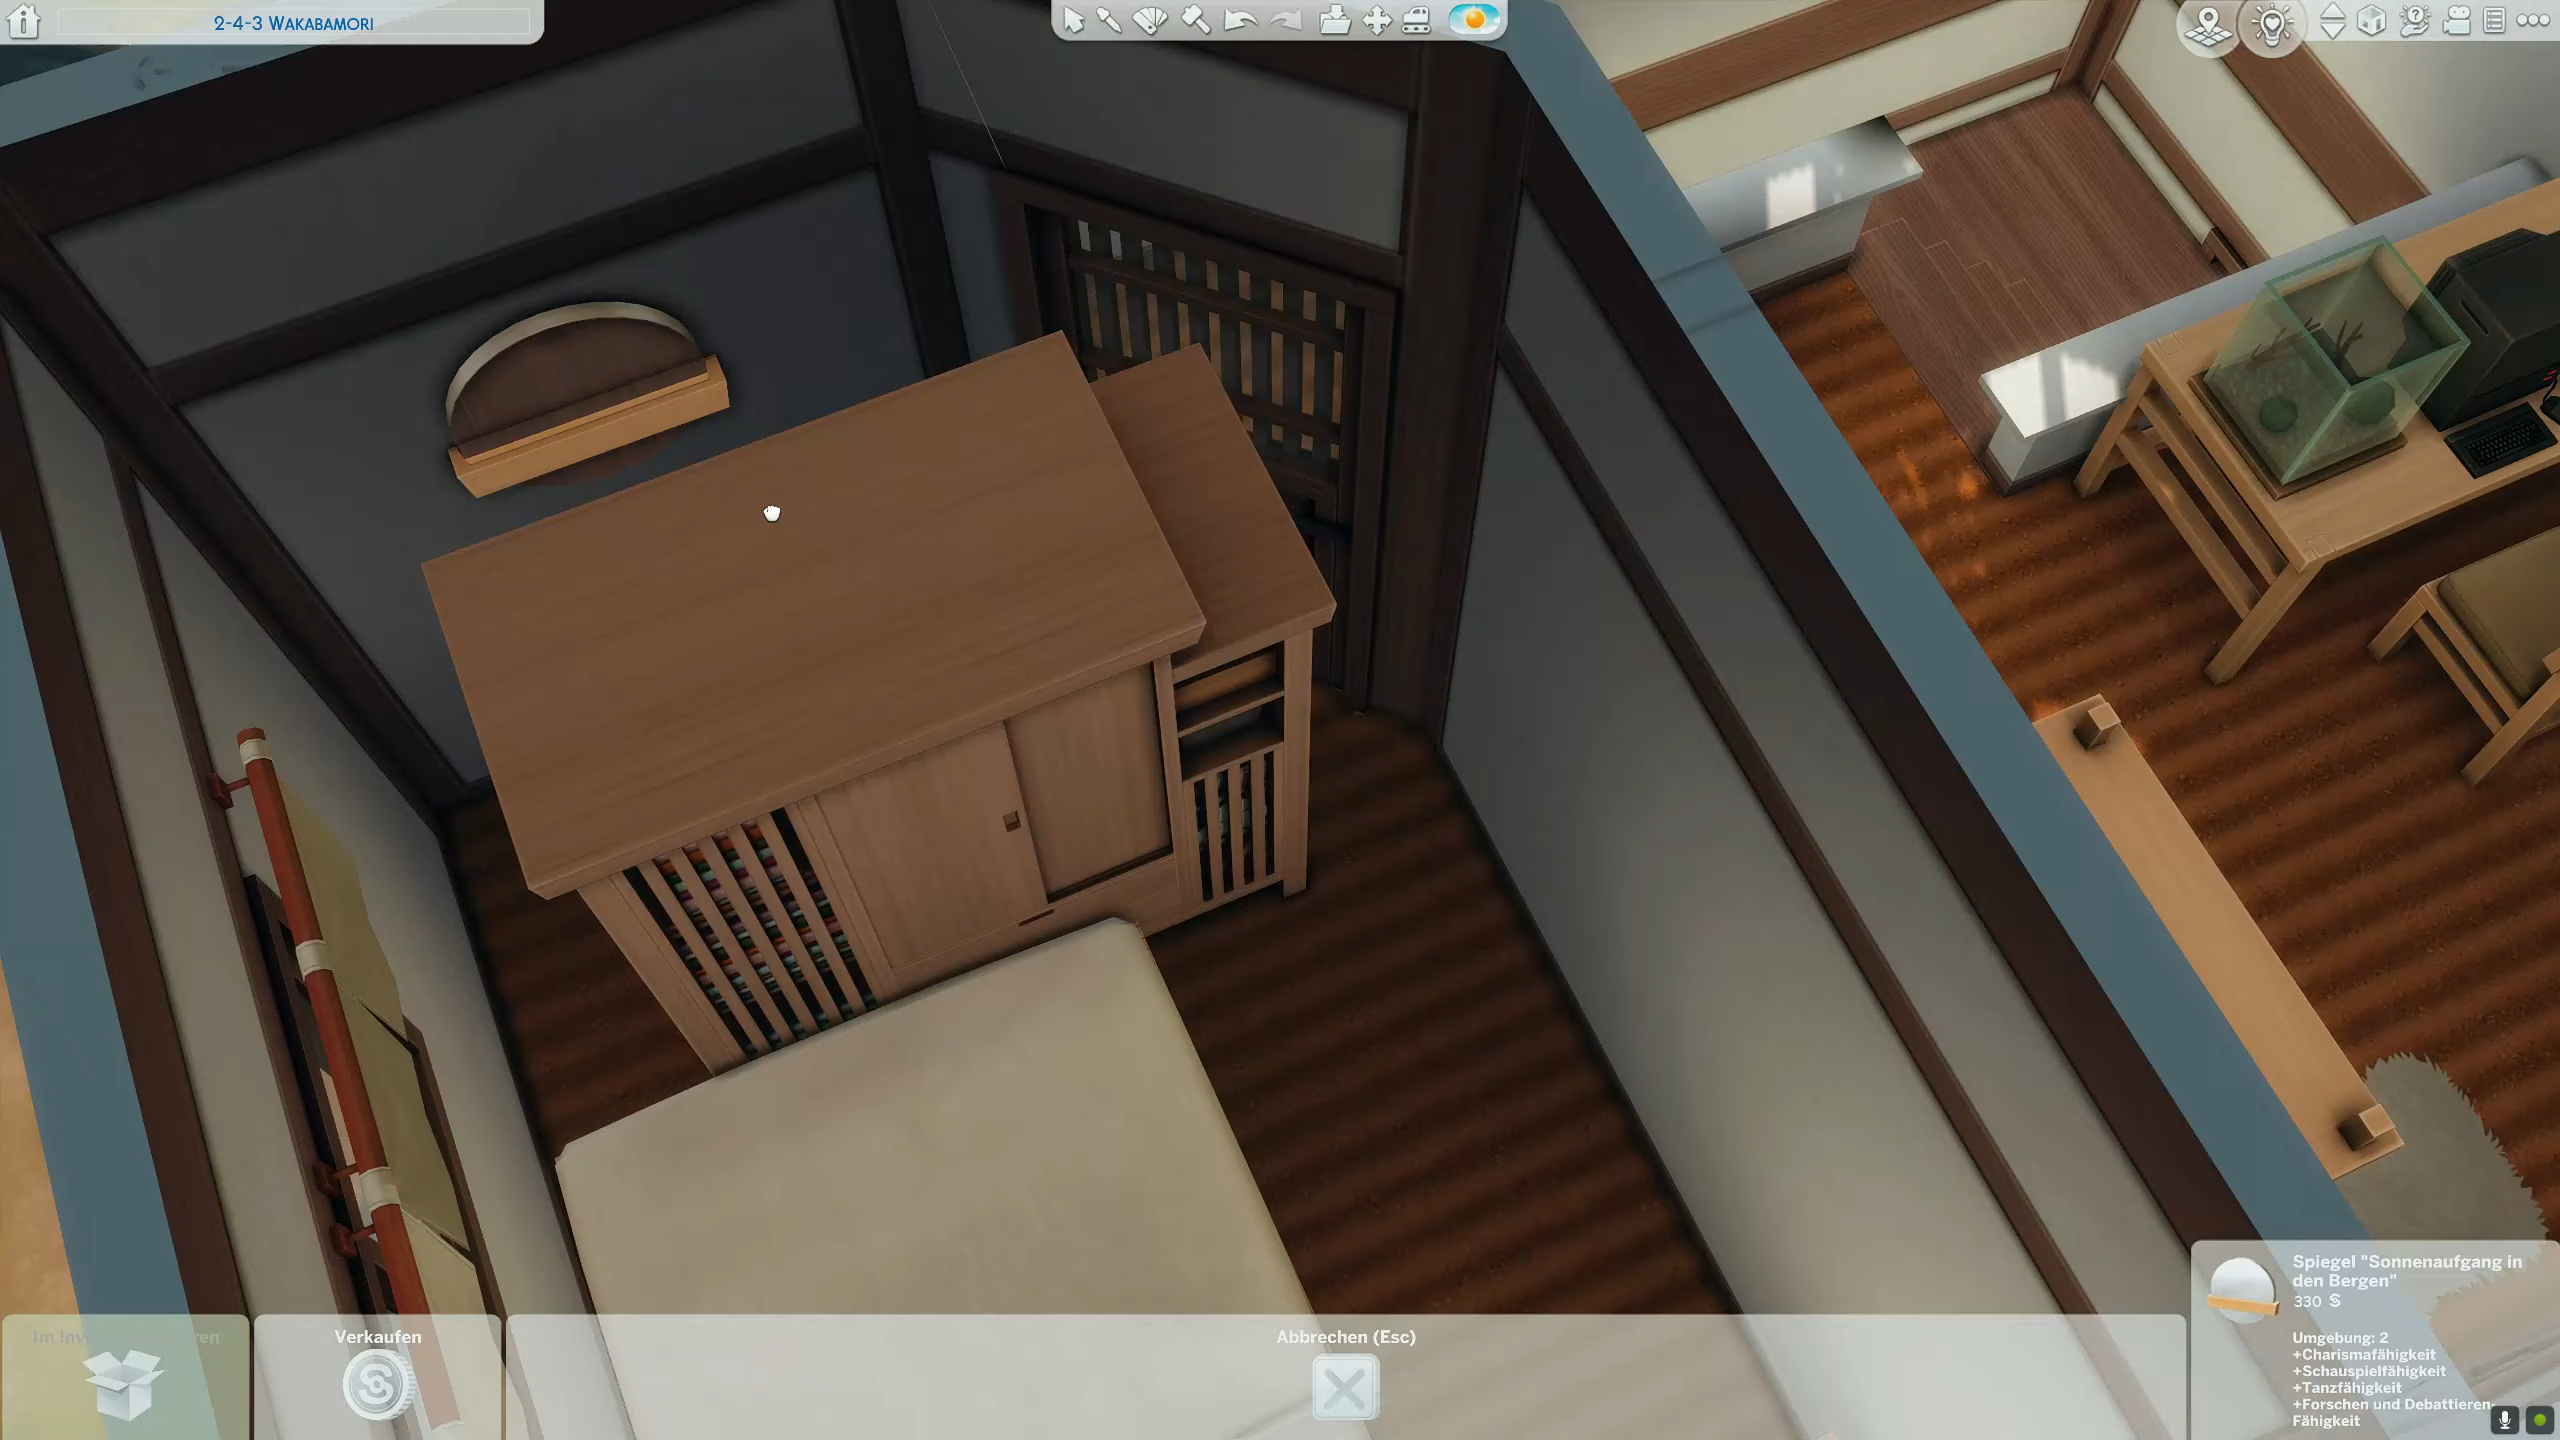 2-4-3 WAKABAMORI
Verkaufen
Abbrechen (Esc)
Spiegel "Sonnenaufgang in
den Bergen"
330 §
Umgebung: 2
+Charismafähigkeit
+Schauspielfähigkeit
+Tanzfähigkeit
+Forschen und Debattieren-
Fähigkeit